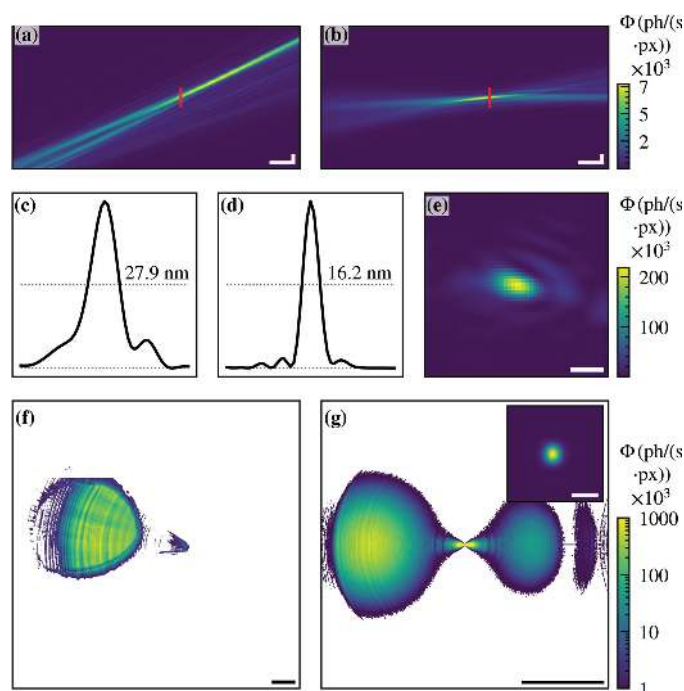 (a)
(b)
Φ (ph/(s
·px))
×10³
7
5
2
(c)
27.9 nm
(d)
16.2 nm
(e)
Φ (ph/(s
·px))
×10³
200
100
(f)
(g)
Φ (ph/(s
·px))
×10³
1000
100
10
1